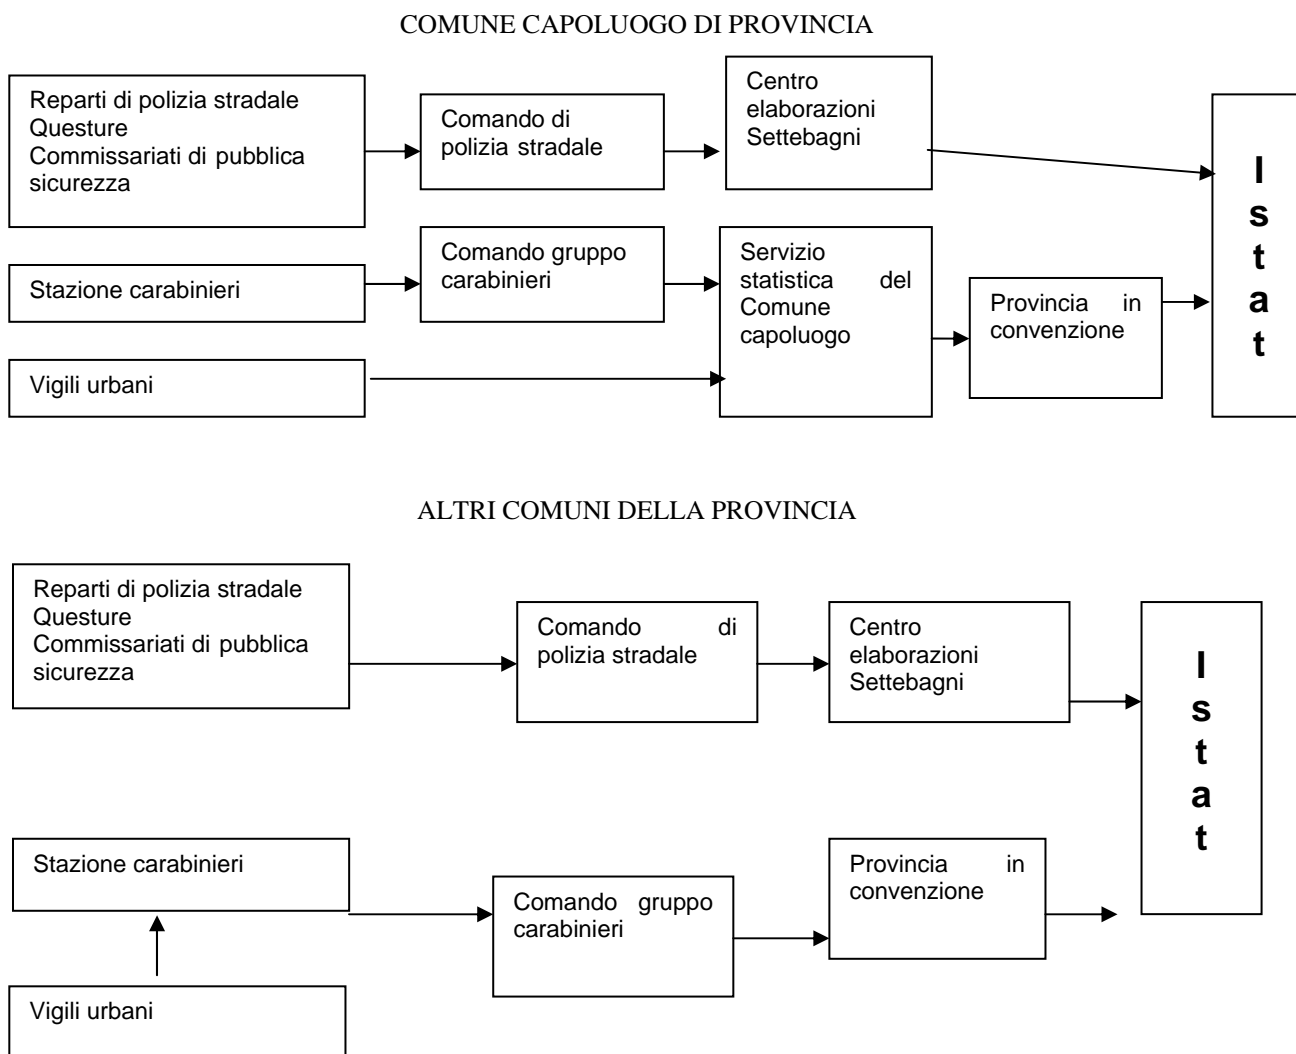 COMUNE CAPOLUOGO DI PROVINCIA
Reparti di polizia stradale
Questure
Commissariati di pubblica
sicurezza
Comando di
polizia stradale
Centro
elaborazioni
Settebagni
Stazione carabinieri
Comando gruppo
carabinieri
Servizio
statistica del
Comune
capoluogo
Provincia in
convenzione
Vigili urbani
I
s
t
a
t
ALTRI COMUNI DELLA PROVINCIA
Reparti di polizia stradale
Questure
Commissariati di pubblica
sicurezza
Comando di
polizia stradale
Centro
elaborazioni
Settebagni
I
s
t
a
t
Stazione carabinieri
Comando gruppo
carabinieri
Provincia in
convenzione
Vigili urbani